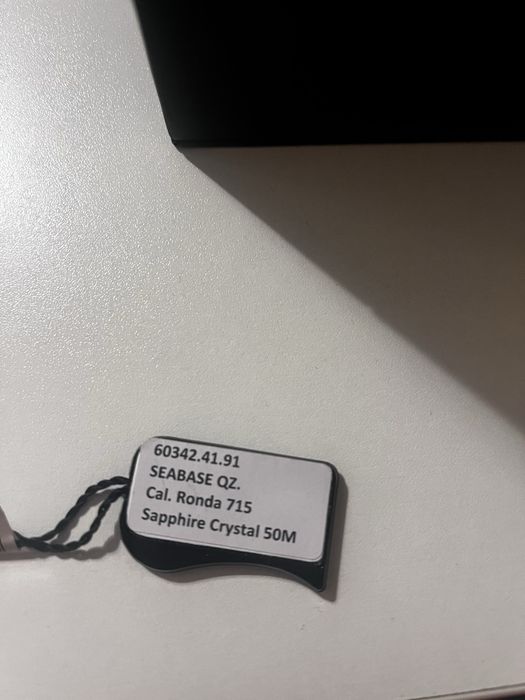 60342.41.91
SEABASE QZ.
Cal. Ronda 715
Sapphire Crystal 50M